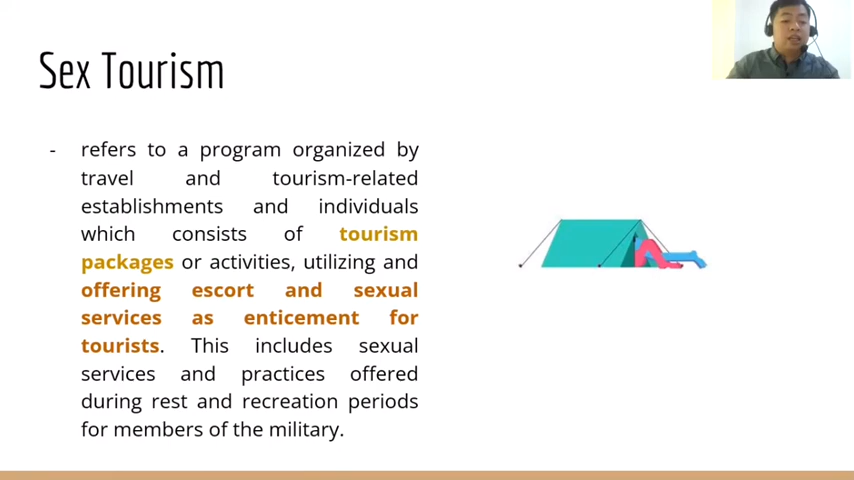 Sex Tourism
- refers to a program organized by
travel and tourism-related
establishments and individuals
which consists of tourism
packages or activities, utilizing and
offering escort and sexual
services as enticement for
tourists. This includes sexual
services and practices offered
during rest and recreation periods
for members of the military.